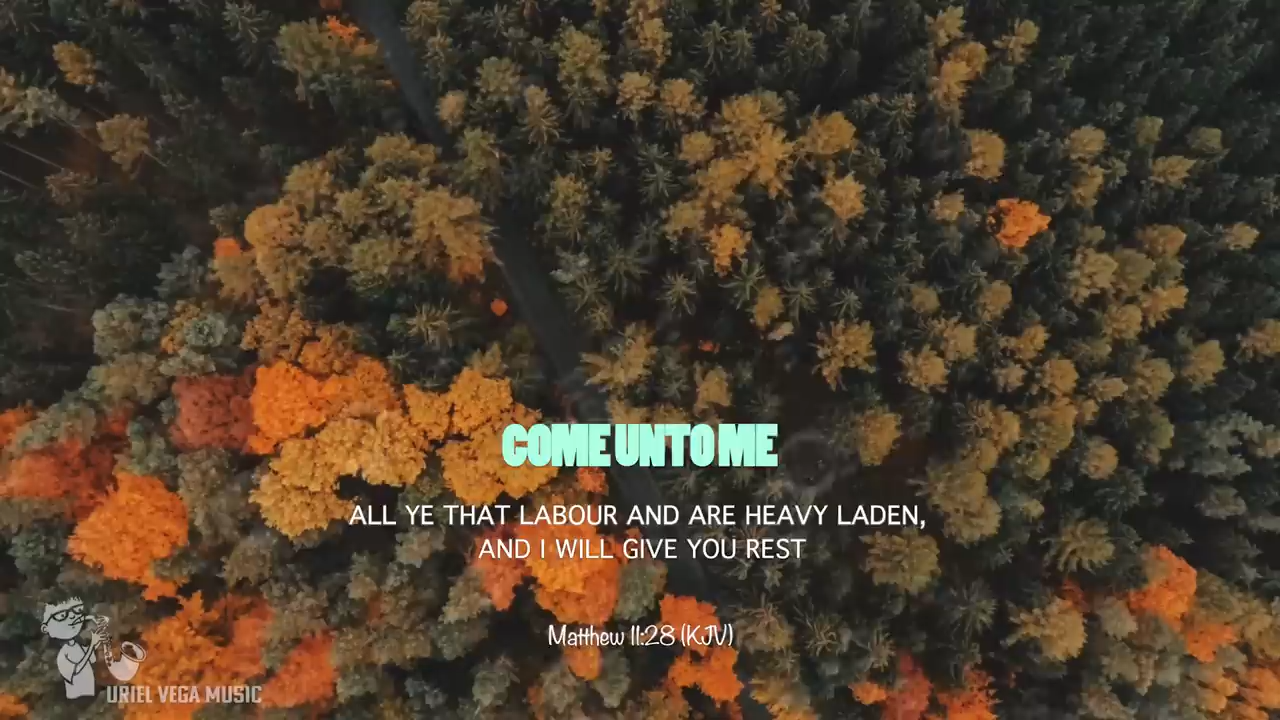 COME UNTO ME
ALL YE THAT LABOUR AND ARE HEAVY LADEN,
AND I WILL GIVE YOU REST
Matthew 11:28 (KJV)
URIEL VEGA MUSIC